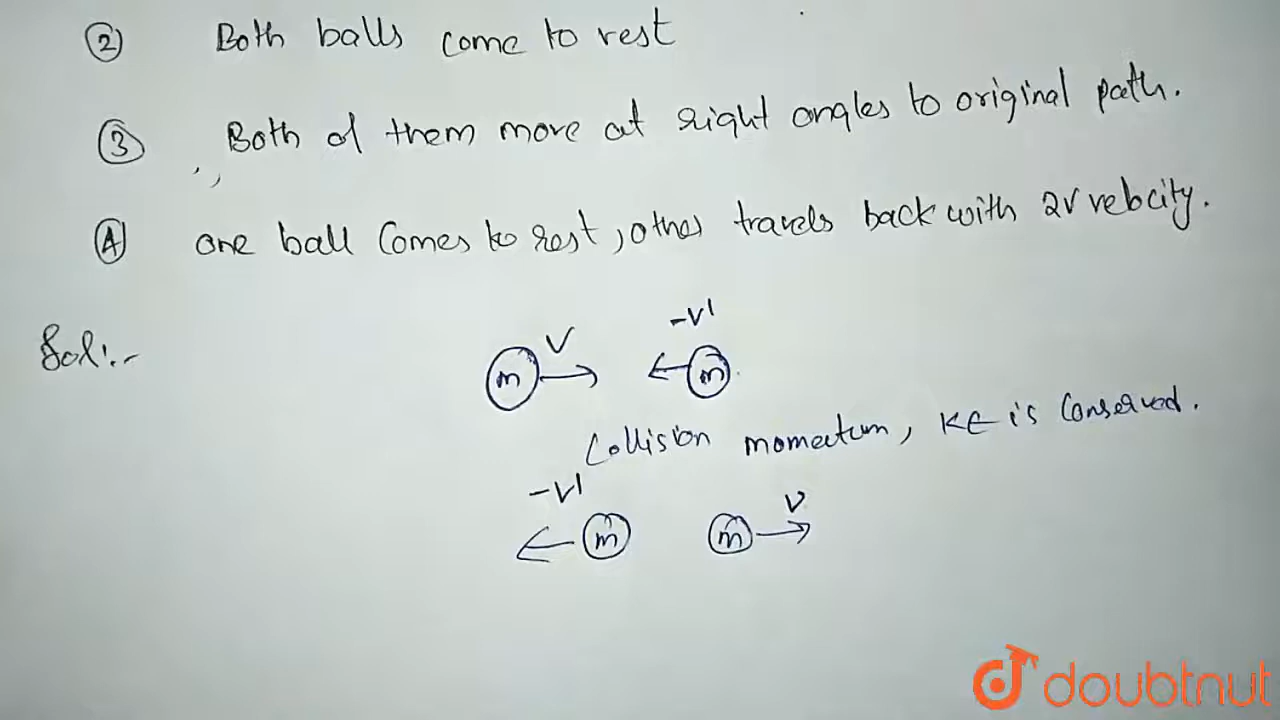 ② Both balls come to rest
③ Both of them move at right angles to original path.
④ one ball comes to rest, other travels back with 2v velocity.
Sol:-
V -V'
m m
Collision momentum, KE is conserved.
-V' V
m m
doubtnut